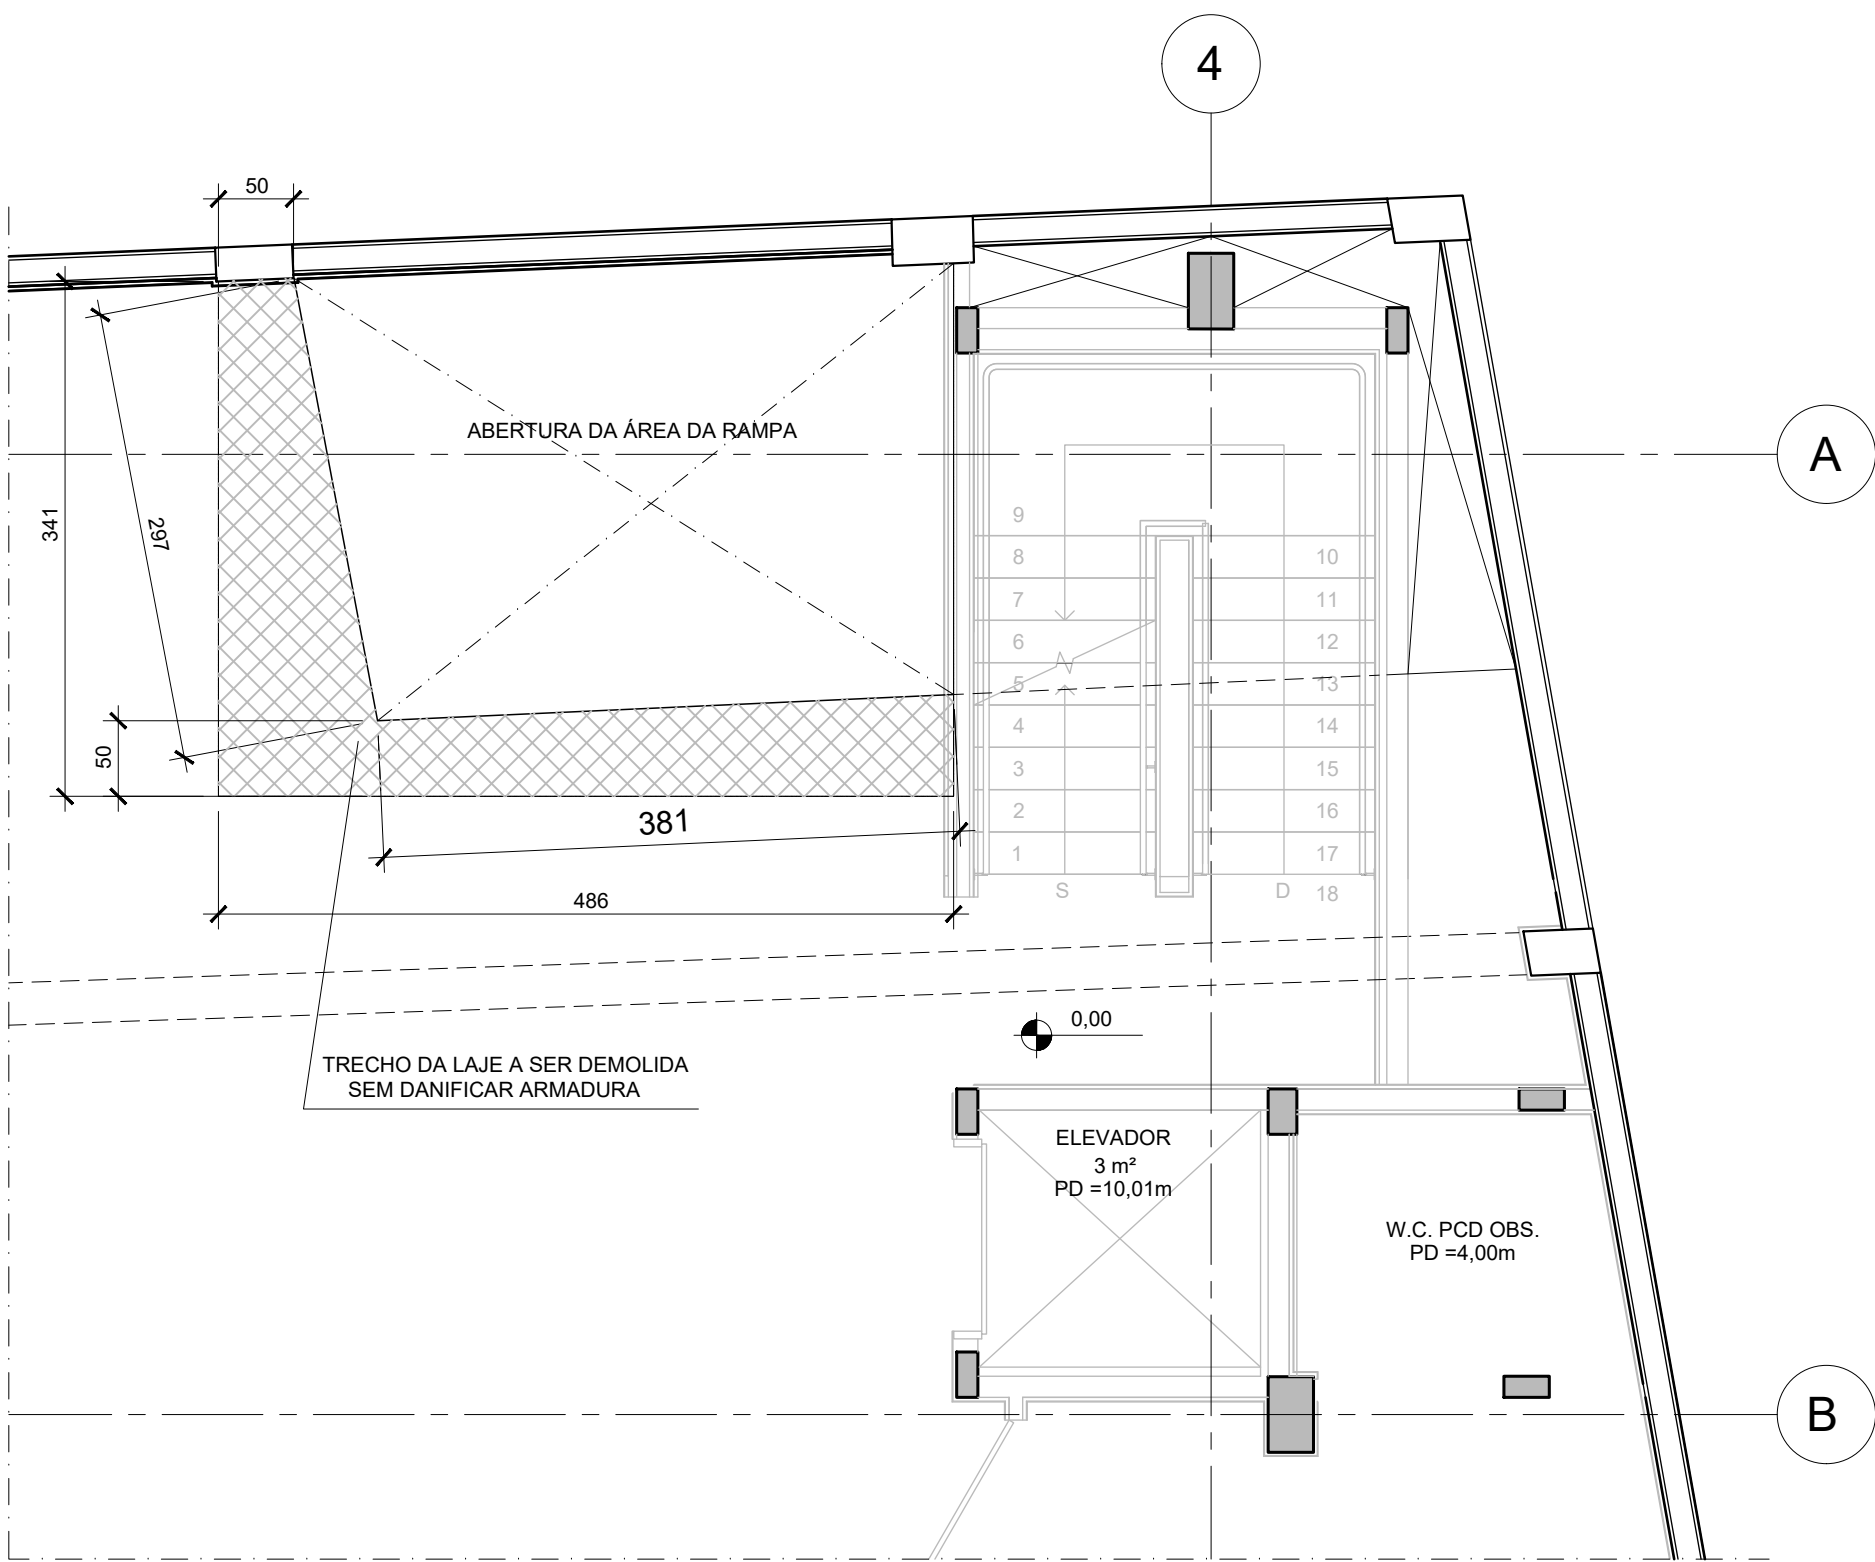 4
50
ABERTURA DA ÁREA DA RAMPA
A
341
297
9
8
10
7
11
6
12
5
13
4
14
50
3
15
2
16
381
1
17
S
D
18
486
0,00
TRECHO DA LAJE A SER DEMOLIDA
SEM DANIFICAR ARMADURA
ELEVADOR
3 m²
PD =10,01m
W.C. PCD OBS.
PD =4,00m
B